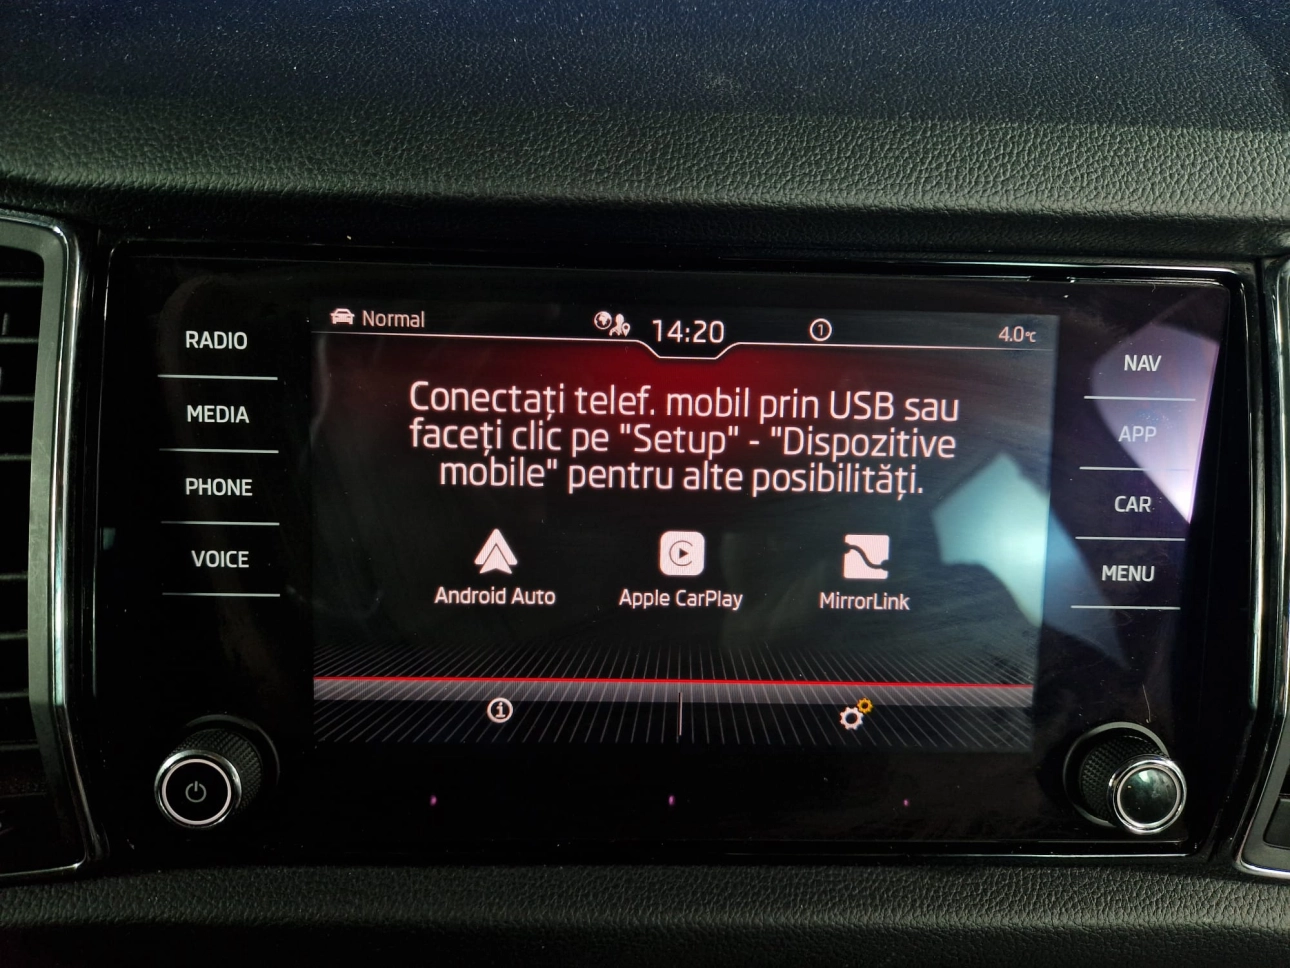 Normal
14:20
1
4.0°C
RADIO
MEDIA
PHONE
VOICE
Conectați telef. mobil prin USB sau
faceți clic pe "Setup" - "Dispozitive
mobile" pentru alte posibilități.
Android Auto
Apple CarPlay
MirrorLink
NAV
APP
CAR
MENU